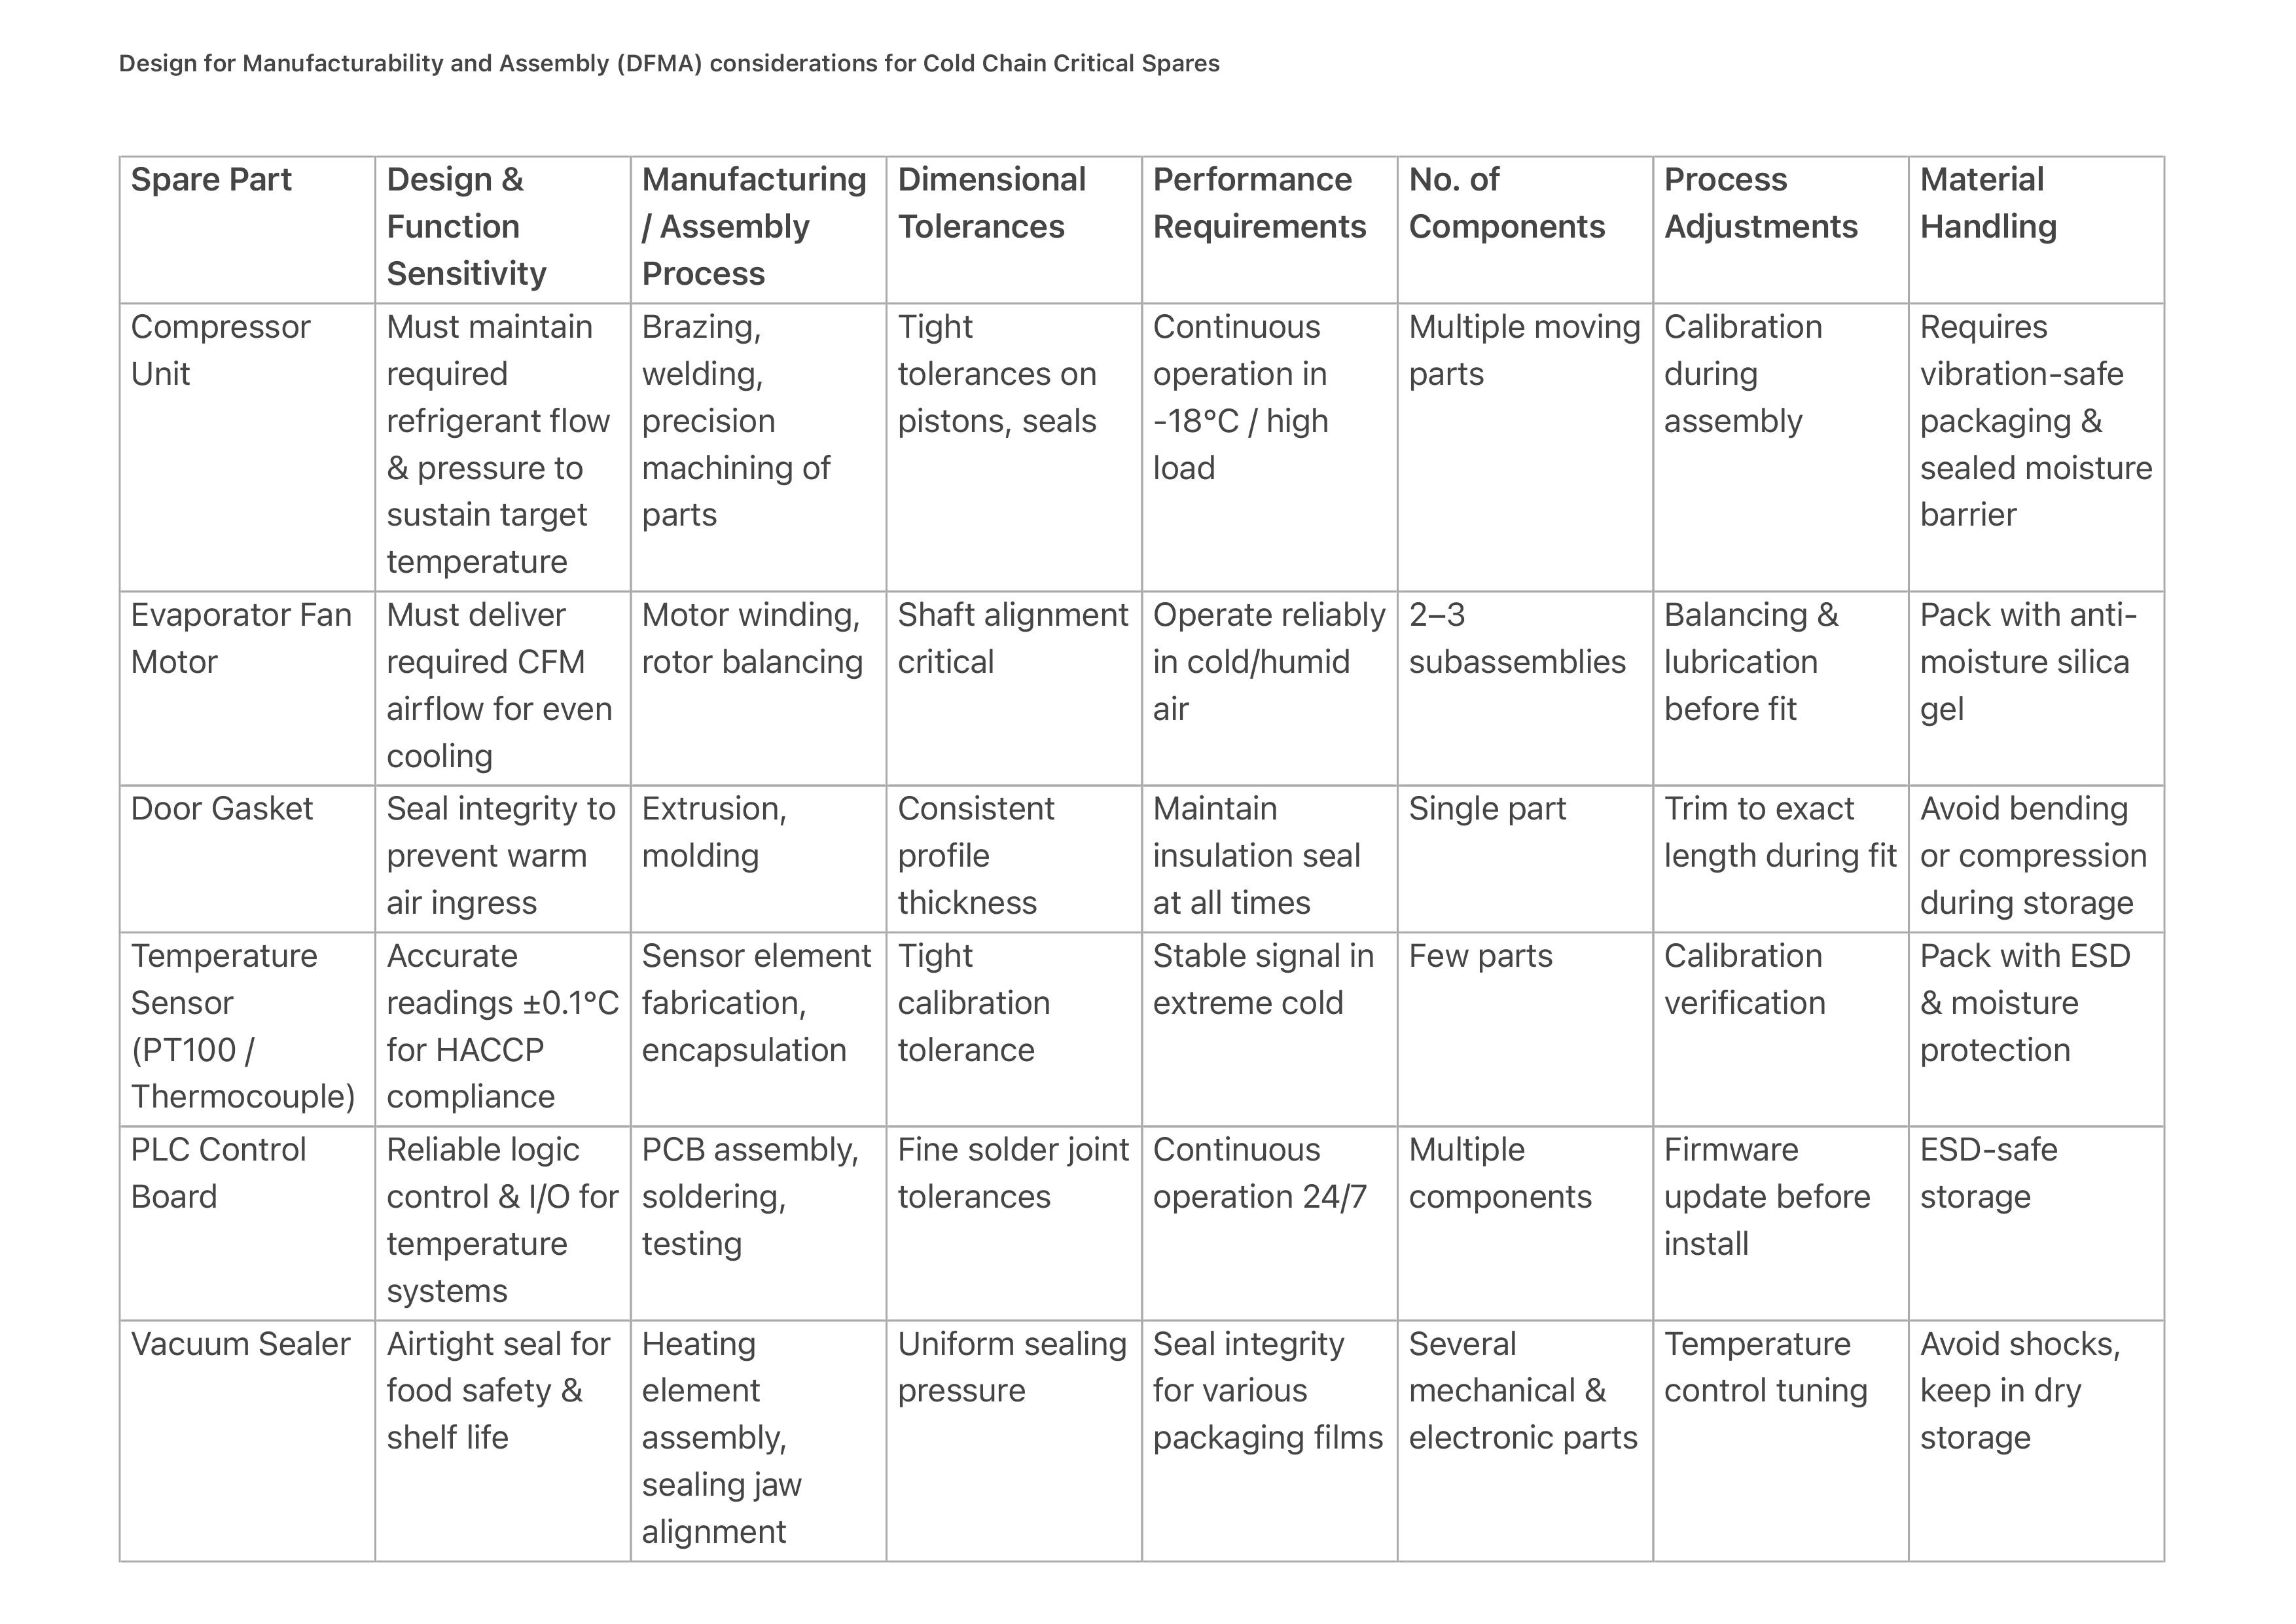 Design for Manufacturability and Assembly (DFMA) considerations for Cold Chain Critical Spares
Spare Part
Design &
Function
Sensitivity
Manufacturing
/ Assembly
Process
Dimensional
Tolerances
Performance
Requirements
No. of
Components
Process
Adjustments
Material
Handling
Compressor
Unit
Must maintain
required
refrigerant flow
& pressure to
sustain target
temperature
Brazing,
welding,
precision
machining of
parts
Tight
tolerances on
pistons, seals
Continuous
operation in
-18°C / high
load
Multiple moving
parts
Calibration
during
assembly
Requires
vibration-safe
packaging &
sealed moisture
barrier
Evaporator Fan
Motor
Must deliver
required CFM
airflow for even
cooling
Motor winding,
rotor balancing
Shaft alignment
critical
Operate reliably
in cold/humid
air
2–3
subassemblies
Balancing &
lubrication
before fit
Pack with anti-
moisture silica
gel
Door Gasket
Seal integrity to
prevent warm
air ingress
Extrusion,
molding
Consistent
profile
thickness
Maintain
insulation seal
at all times
Single part
Trim to exact
length during fit
Avoid bending
or compression
during storage
Temperature
Sensor
(PT100 /
Thermocouple)
Accurate
readings ±0.1°C
for HACCP
compliance
Sensor element
fabrication,
encapsulation
Tight
calibration
tolerance
Stable signal in
extreme cold
Few parts
Calibration
verification
Pack with ESD
& moisture
protection
PLC Control
Board
Reliable logic
control & I/O for
temperature
systems
PCB assembly,
soldering,
testing
Fine solder joint
tolerances
Continuous
operation 24/7
Multiple
components
Firmware
update before
install
ESD-safe
storage
Vacuum Sealer
Airtight seal for
food safety &
shelf life
Heating
element
assembly,
sealing jaw
alignment
Uniform sealing
pressure
Seal integrity
for various
packaging films
Several
mechanical &
electronic parts
Temperature
control tuning
Avoid shocks,
keep in dry
storage